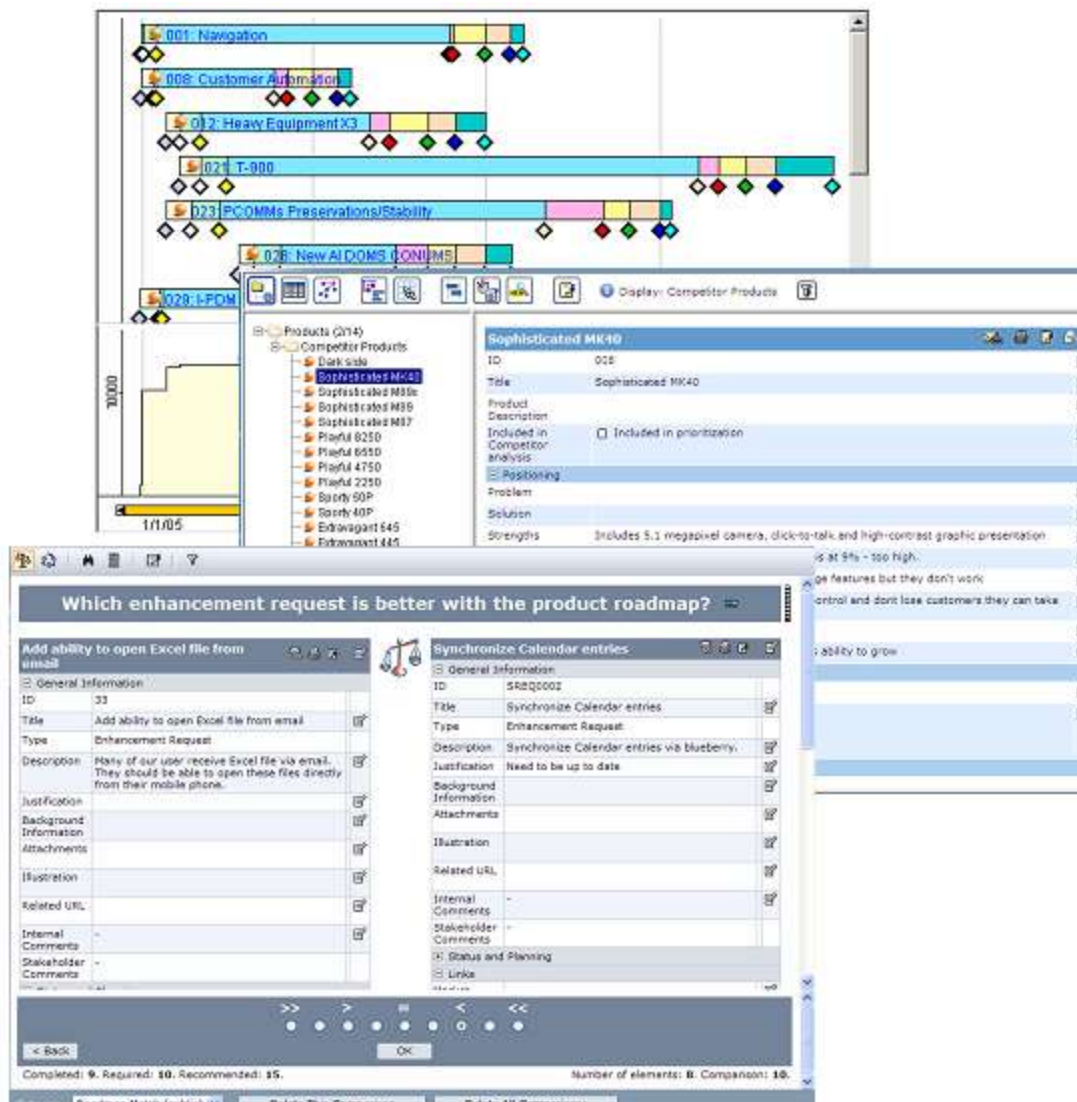 001: Navigation
008: Customer Automation
012: Heavy Equipment X3
021: T-900
023: PCOMMs Preservations/Stability
028: New AI DOMS CONUMS
029: I-PDM
10000
1/1/05
Display: Competitor Products
Products (2/14)
Competitor Products
Dark side
Sophisticated MK40
Sophisticated M89s
Sophisticated M89
Sophisticated M87
Playful 8250
Playful 6550
Playful 4750
Playful 2250
Sporty 60P
Sporty 40P
Extravagant 645
Extravagant 445
Sophisticated MK40
ID 008
Title Sophisticated MK40
Product
Description
Included in Included in prioritization
Competitor
analysis
Positioning
Problem
Solution
Strengths Includes 5.1 megapixel camera, click-to-talk and high-contrast graphic presentation
is at 9% - too high.
features but they don't work
control and dont lose customers they can take
ability to grow
Which enhancement request is better with the product roadmap?
Add ability to open Excel file from
email
General Information
ID 33
Title Add ability to open Excel file from email
Type Enhancement Request
Description Many of our user receive Excel file via email.
They should be able to open these files directly
from their mobile phone.
Justification
Background
Information
Attachments
Illustration
Related URL
Internal -
Comments
Stakeholder -
Comments
Synchronize Calendar entries
General Information
ID SREQ0002
Title Synchronize Calendar entries
Type Enhancement Request
Description Synchronize Calendar entries via blueberry.
Justification Need to be up to date
Background
Information
Attachments
Illustration
Related URL
Internal -
Comments
Stakeholder -
Comments
Status and Planning
Links
>> > = < <<
< Back OK
Completed: 9. Required: 10. Recommended: 15. Number of elements: 8. Comparison: 10.